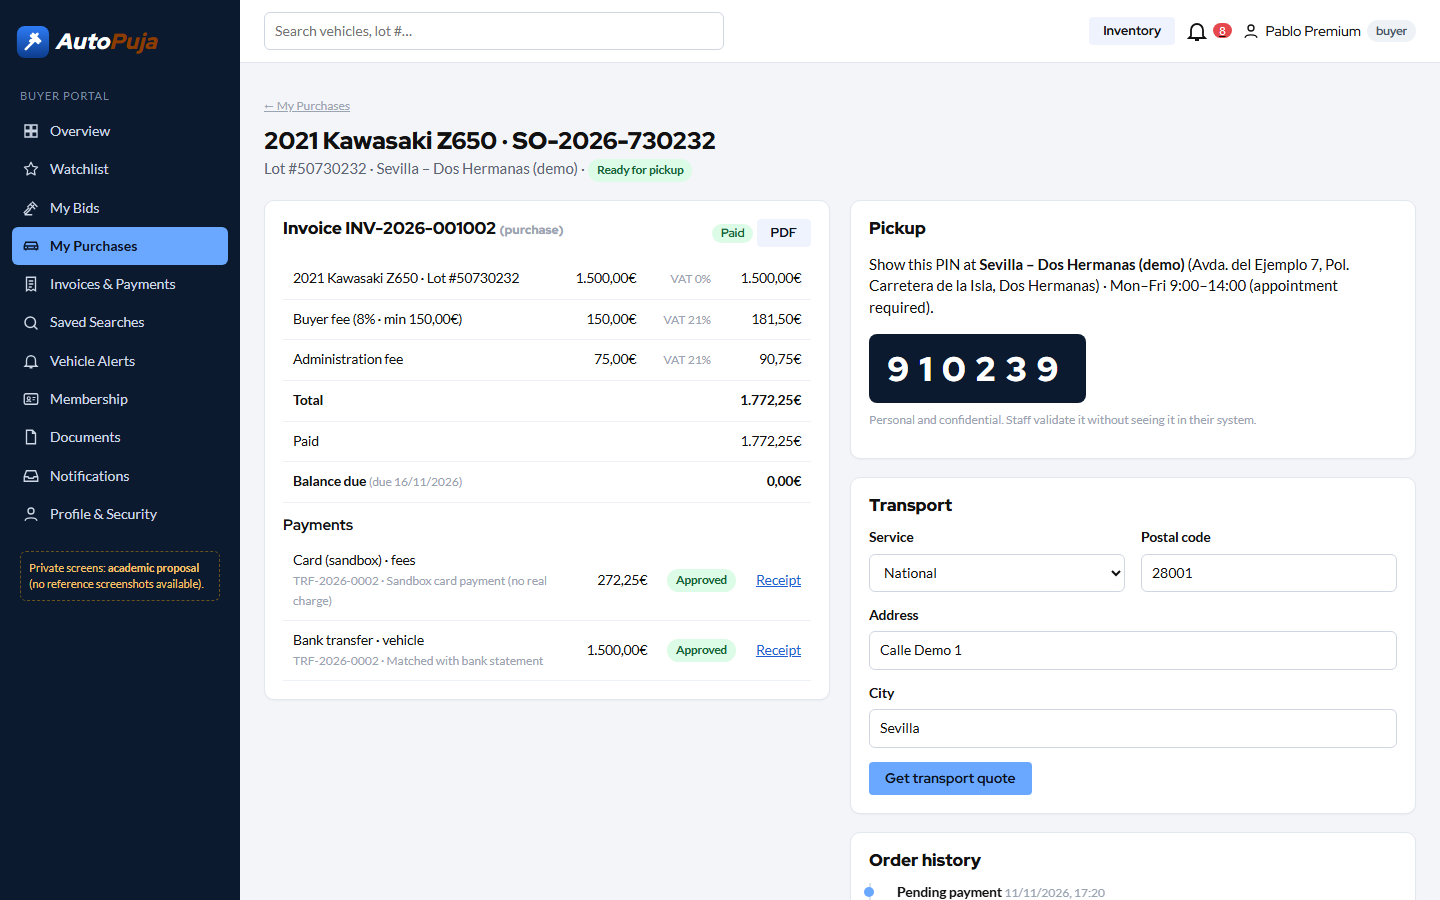 AutoPuja
BUYER PORTAL
Overview
Watchlist
My Bids
My Purchases
Invoices & Payments
Saved Searches
Vehicle Alerts
Membership
Documents
Notifications
Profile & Security
Private screens: academic proposal
(no reference screenshots available).
Search vehicles, lot #...
Inventory
8
Pablo Premium
buyer
← My Purchases
2021 Kawasaki Z650 · SO-2026-730232
Lot #50730232 · Sevilla – Dos Hermanas (demo) · Ready for pickup
Invoice INV-2026-001002 (purchase)
Paid
PDF
2021 Kawasaki Z650 · Lot #50730232 1.500,00€ VAT 0% 1.500,00€
Buyer fee (8% · min 150,00€) 150,00€ VAT 21% 181,50€
Administration fee 75,00€ VAT 21% 90,75€
Total 1.772,25€
Paid 1.772,25€
Balance due (due 16/11/2026) 0,00€
Payments
Card (sandbox) · fees
TRF-2026-0002 · Sandbox card payment (no real
charge)
272,25€ Approved Receipt
Bank transfer · vehicle
TRF-2026-0002 · Matched with bank statement
1.500,00€ Approved Receipt
Pickup
Show this PIN at Sevilla – Dos Hermanas (demo) (Avda. del Ejemplo 7, Pol.
Carretera de la Isla, Dos Hermanas) · Mon–Fri 9:00–14:00 (appointment
required).
910239
Personal and confidential. Staff validate it without seeing it in their system.
Transport
Service
National
Postal code
28001
Address
Calle Demo 1
City
Sevilla
Get transport quote
Order history
Pending payment 11/11/2026, 17:20